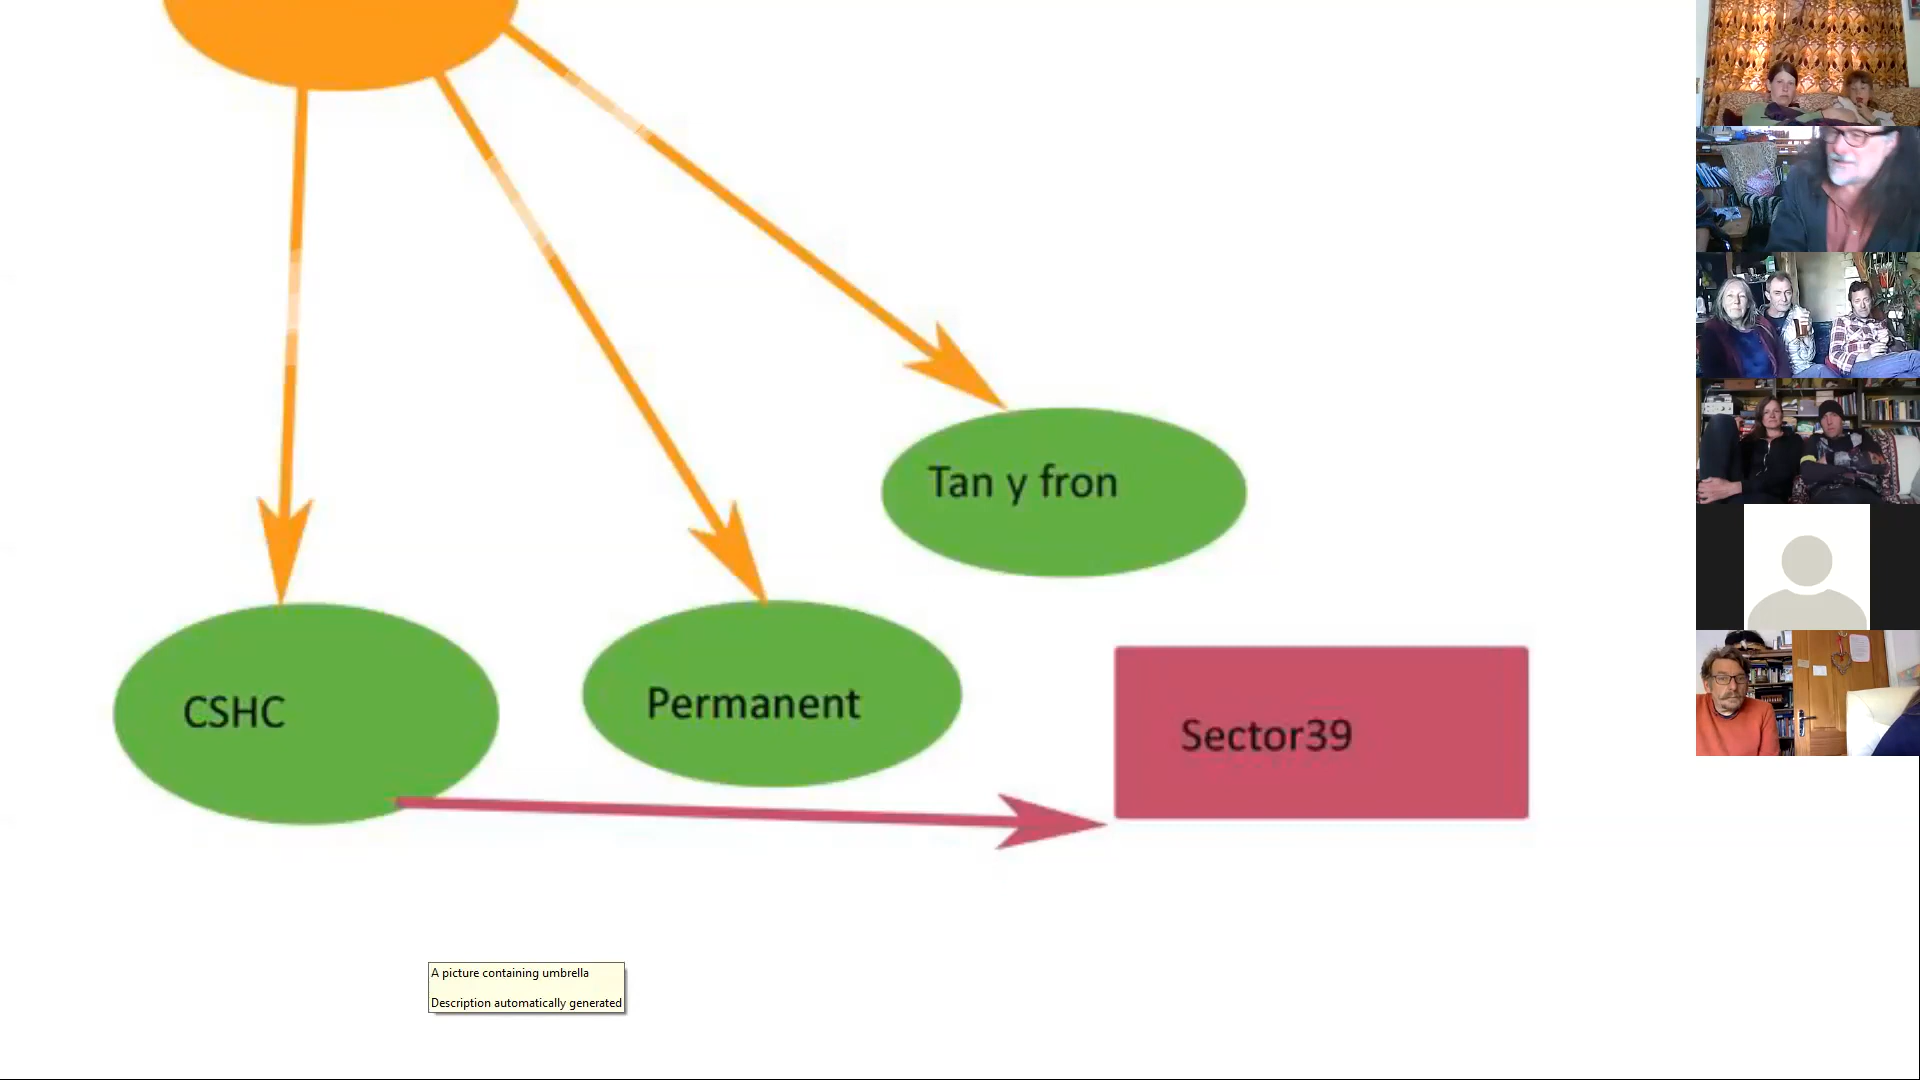 Tan y fron
CSHC
Permanent
Sector39
A picture containing umbrella
Description automatically generated